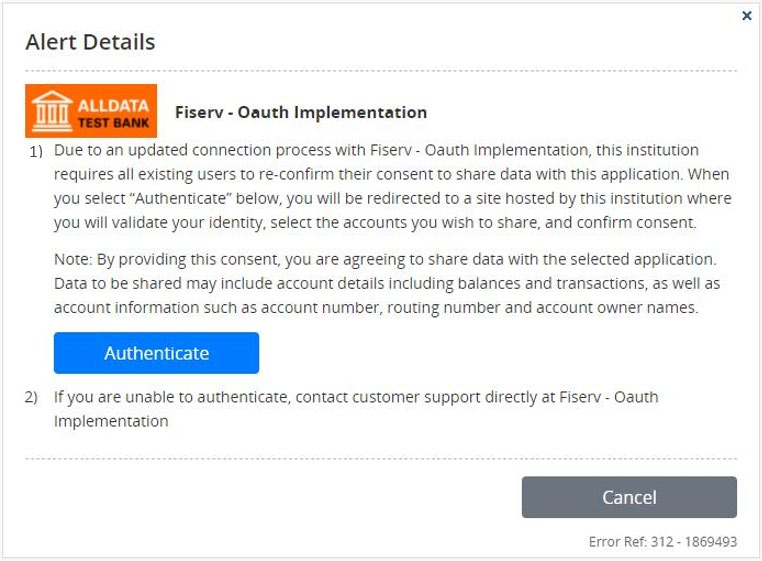 ×
Alert Details
ALLDATA
TEST BANK
Fiserv - Oauth Implementation
1) Due to an updated connection process with Fiserv - Oauth Implementation, this institution
requires all existing users to re-confirm their consent to share data with this application. When
you select “Authenticate” below, you will be redirected to a site hosted by this institution where
you will validate your identity, select the accounts you wish to share, and confirm consent.
Note: By providing this consent, you are agreeing to share data with the selected application.
Data to be shared may include account details including balances and transactions, as well as
account information such as account number, routing number and account owner names.
Authenticate
2) If you are unable to authenticate, contact customer support directly at Fiserv - Oauth
Implementation
Cancel
Error Ref: 312 - 1869493